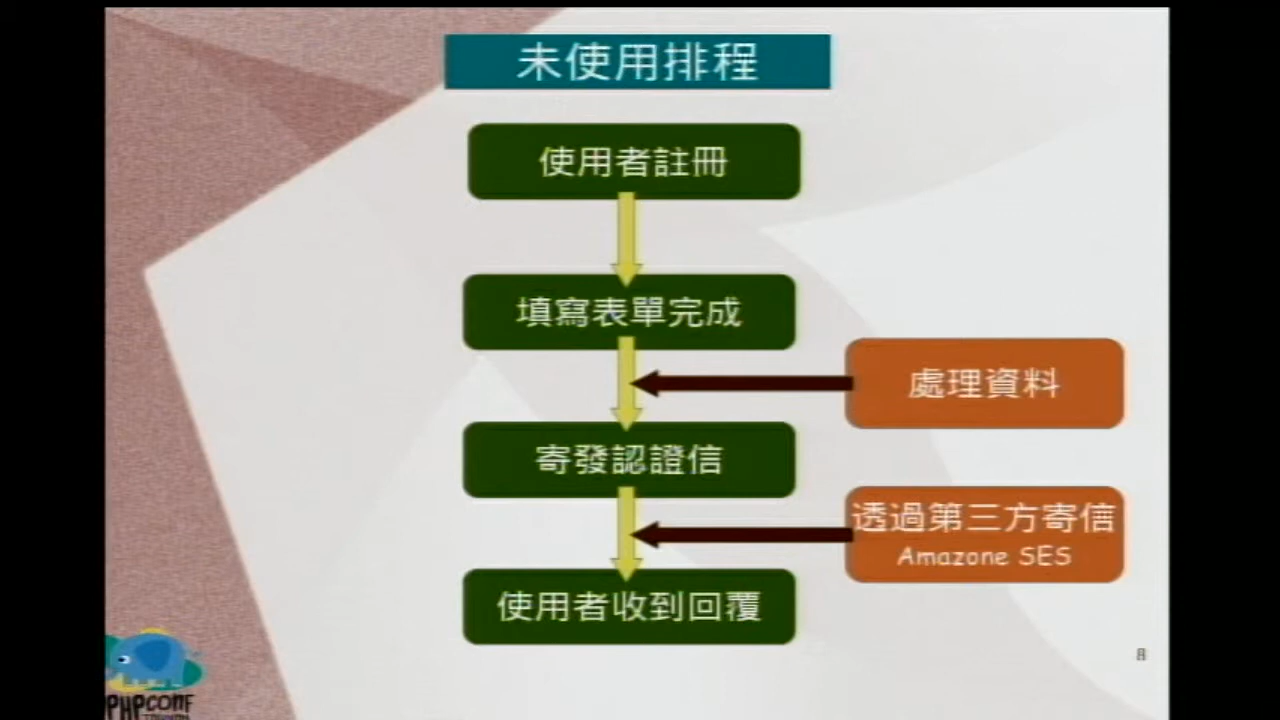 未使用排程
使用者註冊
填寫表單完成
處理資料
寄發認證信
透過第三方寄信
Amazone SES
使用者收到回覆
8
PHPCONF
TAIWAN